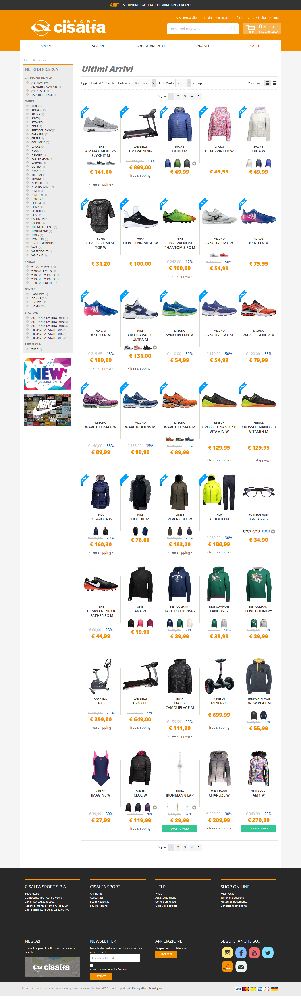 SPEDIZIONE GRATUITA PER ORDINI SUPERIORI A 99€
Assistenza clienti Login - Registrati Preferiti About Cisalfa Negozi
SPORT
cisalfa
Cerca nel negozio...
0 PRODOTTI
NEL CARRELLO
SPORT SCARPE ABBIGLIAMENTO BRAND SALDI
Home Ultimi arrivi
FILTRI DI RICERCA
CATEGORIA TECNICA
A3 - MASSIMO
AMMORTIZZAMENTO (1)
A4 - STABILI (1)
TACCHETTI FISSI (1)
MARCA
8848 (2)
ADIDAS (15)
ARENA (1)
ASICS (1)
ATOMIC (1)
BEAR (2)
BEST COMPANY (6)
CARNIELLI (7)
CIESSE (2)
COLUMBIA (2)
DACK'S (5)
FILA (3)
FISCHER (1)
FOSTER GRANT (1)
GARMIN (5)
GOPRO (1)
K-WAY (1)
MISTRAL (2)
MIZUNO (9)
NAPAPIJRI (1)
NEW BALANCE (2)
NIKE (15)
NINEBOT (1)
OAKLEY (5)
PHENIX (1)
PUMA (4)
REEBOK (3)
RUSH (1)
SALOMON (1)
SUUNTO (2)
THE NORTH FACE (6)
TIMBERLAND (1)
TIMEX (1)
TOM TOM (5)
UNDER ARMOUR (1)
VANS (2)
WEST SCOUT (2)
X-BIONIC (1)
PREZZO
€ 0,00 - € 49,99 (29)
€ 50,00 - € 99,99 (46)
€ 100,00 - € 149,99 (16)
€ 150,00 - € 199,99 (10)
€ 200,00 E OLTRE (21)
GENERE
BAMBINO (5)
DONNA (32)
UNISEX (19)
UOMO (45)
STAGIONE
AUTUNNO INVERNO 2014 (1)
AUTUNNO INVERNO 2015 (6)
AUTUNNO INVERNO 2016 (87)
PRIMAVERA ESTATE 2015 (1)
PRIMAVERA ESTATE 2016 (7)
PRIMAVERA ESTATE 2017 (20)
TIPO SUOLA
TURF (1)
NEW
COLLECTION
NIKE
AIR MAX
Ultimi Arrivi
Oggetti 1 a 40 di 122 totali Ordina per Posizione Mostra 40 per pagina Vedi come:
Pagina: 1 2 3 4
new new new new new
NIKE CARNIELLI DACK'S DACK'S DACK'S
AIR MAX MODERN FLYKNIT M HP TRAINING DODO M DIDA PRINTED W DIDA W
€ 1.099,00 18%
€ 141,00 € 899,00 € 49,99 € 49,99 € 49,99
- free shipping - - free shipping -
new new new new new
PUMA PUMA NIKE MIZUNO ADIDAS
EXPLOSIVE MESH TOP W FIERCE ENG MESH W HYPERVENOM PHANTOM 3 FG M SYNCHRO MX W X 16.3 FG M
€ 242,00 17% € 110,00 50%
€ 31,20 € 100,00 € 199,99 € 54,99 € 79,95
- free shipping -
new new new new new
adidas
ADIDAS NIKE MIZUNO MIZUNO MIZUNO
X 16.1 FG M AIR HUARACHE ULTRA M SYNCHRO MX M SYNCHRO MX M WAVE LEGEND 4 M
€ 219,95 13% € 110,00 50% € 110,00 50% € 120,00 33%
€ 189,99 € 131,00 € 54,99 € 54,99 € 79,99
- free shipping - - free shipping -
new new new new new
MIZUNO MIZUNO MIZUNO REEBOK REEBOK
WAVE ULTIMA 8 W WAVE RIDER 19 M WAVE ULTIMA 8 M CROSSFIT NANO 7.0 VITAMIN W CROSSFIT NANO 7.0 VITAMIN M
€ 140,00 35% € 155,00 35% € 140,00 35%
€ 89,99 € 99,99 € 89,99 € 129,95 € 129,95
- free shipping - - free shipping -
new new new new
FILA NIKE CIESSE FILA FOSTER GRANT
COGGIOLA W HOODIE M REVERSIBLE W ALBERTO M E-GLASSES
€ 229,00 29% € 229,00 20% € 269,99 30%
€ 160,30 € 76,00 € 183,20 € 188,99 € 34,90
- free shipping - - free shipping - - free shipping -
NIKE 8848 BEST COMPANY BEST COMPANY BEST COMPANY
TIEMPO GENIO II LEATHER FG M AGA W TAKE TO THE 1982 LAND 1982 LOVE COUNTRY
€ 60,00 25% € 79,99 50% € 79,99 50% € 79,99 50%
€ 44,99 € 19,99 € 39,99 € 39,99 € 39,99
CARNIELLI CARNIELLI BEAR NINEBOT THE NORTH FACE
X-15 CRN 600 MAJOR CAMOUFLAGE M MINI PRO DREW PEAK M
€ 379,00 21% € 899,00 27% € 159,99 30% € 79,99 30%
€ 299,00 € 649,00 € 111,99 € 699,99 € 55,99
- free shipping - - free shipping - - free shipping - - free shipping -
ARENA CIESSE TIMEX WEST SCOUT WEST SCOUT
IMAGINE W CLOE W IRONMAN 8 LAP CHARLIZE W AMY W
€ 39,99 30% € 149,99 20% € 69,99 57% € 299,99 30% € 349,99 20%
€ 27,99 € 119,99 € 29,99 € 209,99 € 279,00
- free shipping - promo web - free shipping - promo web
Pagina: 1 2 3 4
CISALFA SPORT S.P.A.
Sede legale:
Via Boccea, 496 - 00166 Roma
C.F. P. IVA 05352580962
Registro Imprese Roma n.1156390
Cap. sociale Euro 26.170.642,00 I.V.
CISALFA SPORT
Chi Siamo
Contattaci
Login-Registrati
Lavora con noi
HELP
FAQs
Assistenza clienti
Condizioni d'uso
Guide all'acquisto
SHOP ON LINE
Reso Facile
Tempi di consegna
Metodi di pagamento
Condizioni di vendita
NEGOZI
Cerca il negozio Cisalfa Sport più vicino a
casa tua.
SPORT
cisalfa
NEWSLETTER
Iscriviti alla nostra newsletter e riceverai le
nostre offerte
Inserisci il tuo indirizzo
Accetto i termini sulla Privacy
ISCRIVITI
AFFILIAZIONE
Programma di affiliazione
ISCRIVITI
SEGUICI ANCHE SU...
You Tube
#
Le foto dei prodotti presenti sul sito sono puramente esemplificative. © 2016 Cisalfa Sport SpA - Managed by triboo digitale
VISA PayPal